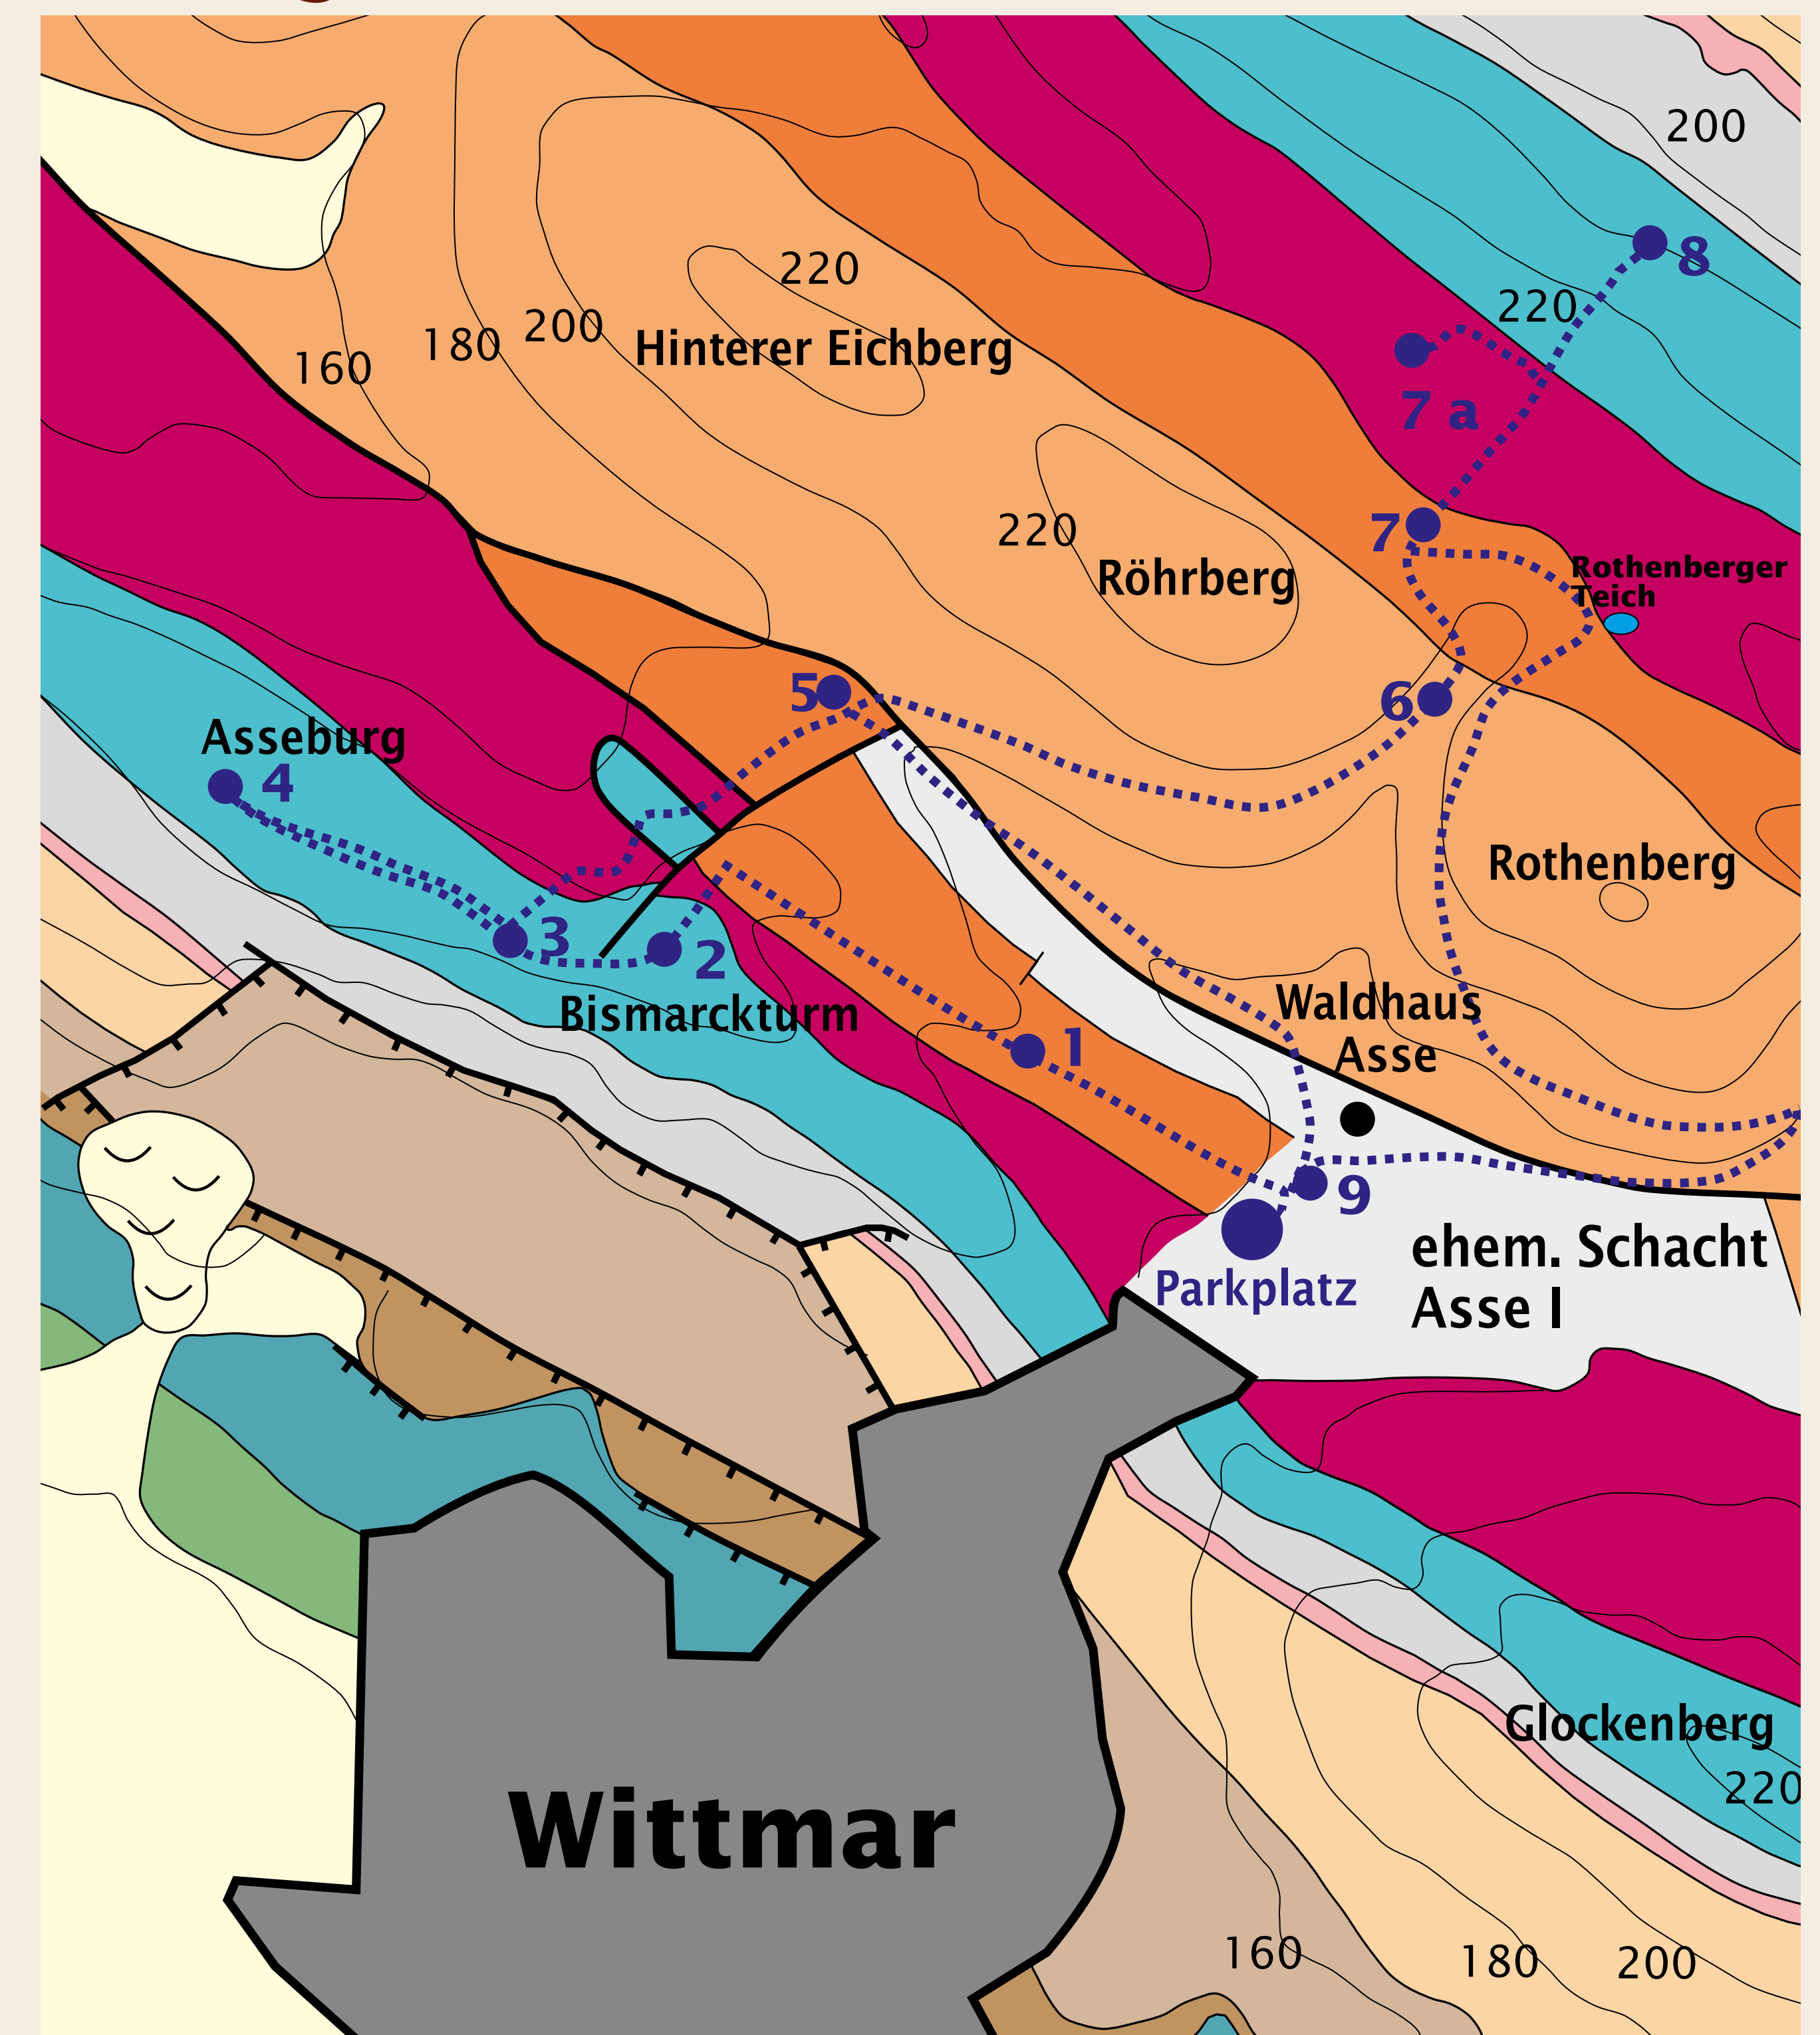 200
8
220
220
200
180
160
Hinterer Eichberg
7 a
220
7
Röhrberg
Rothenberger
Teich
5
6
Asseburg
4
Rothenberg
3
2
Bismarckturm
1
Waldhaus
Asse
9
Parkplatz
ehem. Schacht
Asse I
Glockenberg
220
Wittmar
160
180
200